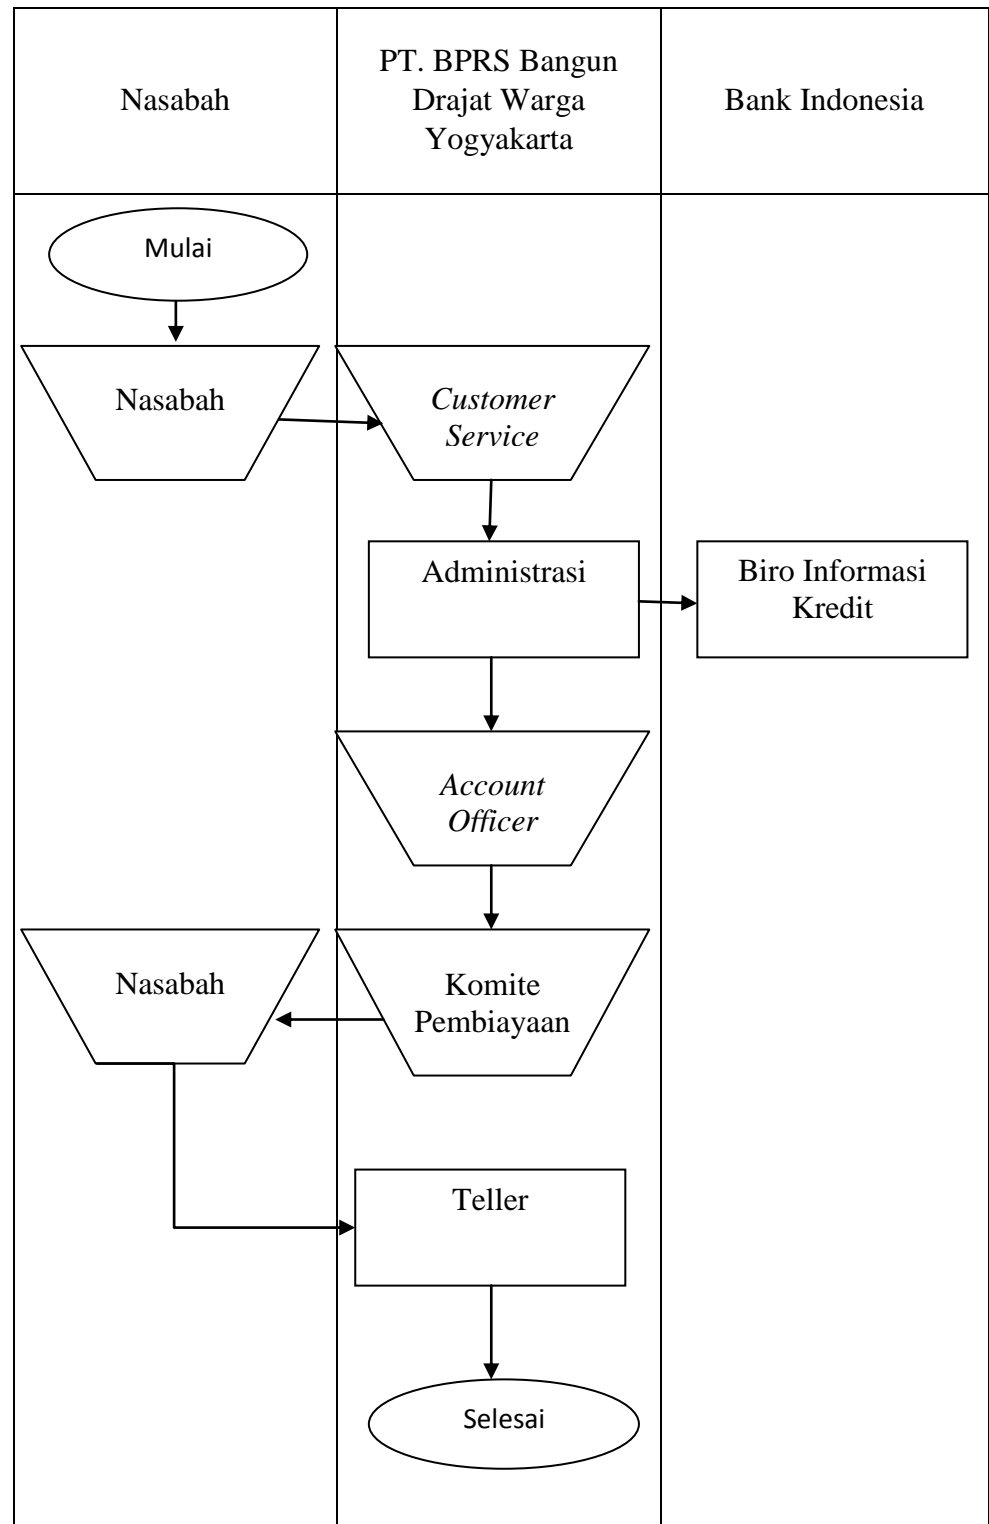 Nasabah
PT. BPRS Bangun
Drajat Warga
Yogyakarta
Bank Indonesia
Mulai
Nasabah
Customer
Service
Administrasi
Biro Informasi
Kredit
Account
Officer
Nasabah
Komite
Pembiayaan
Teller
Selesai